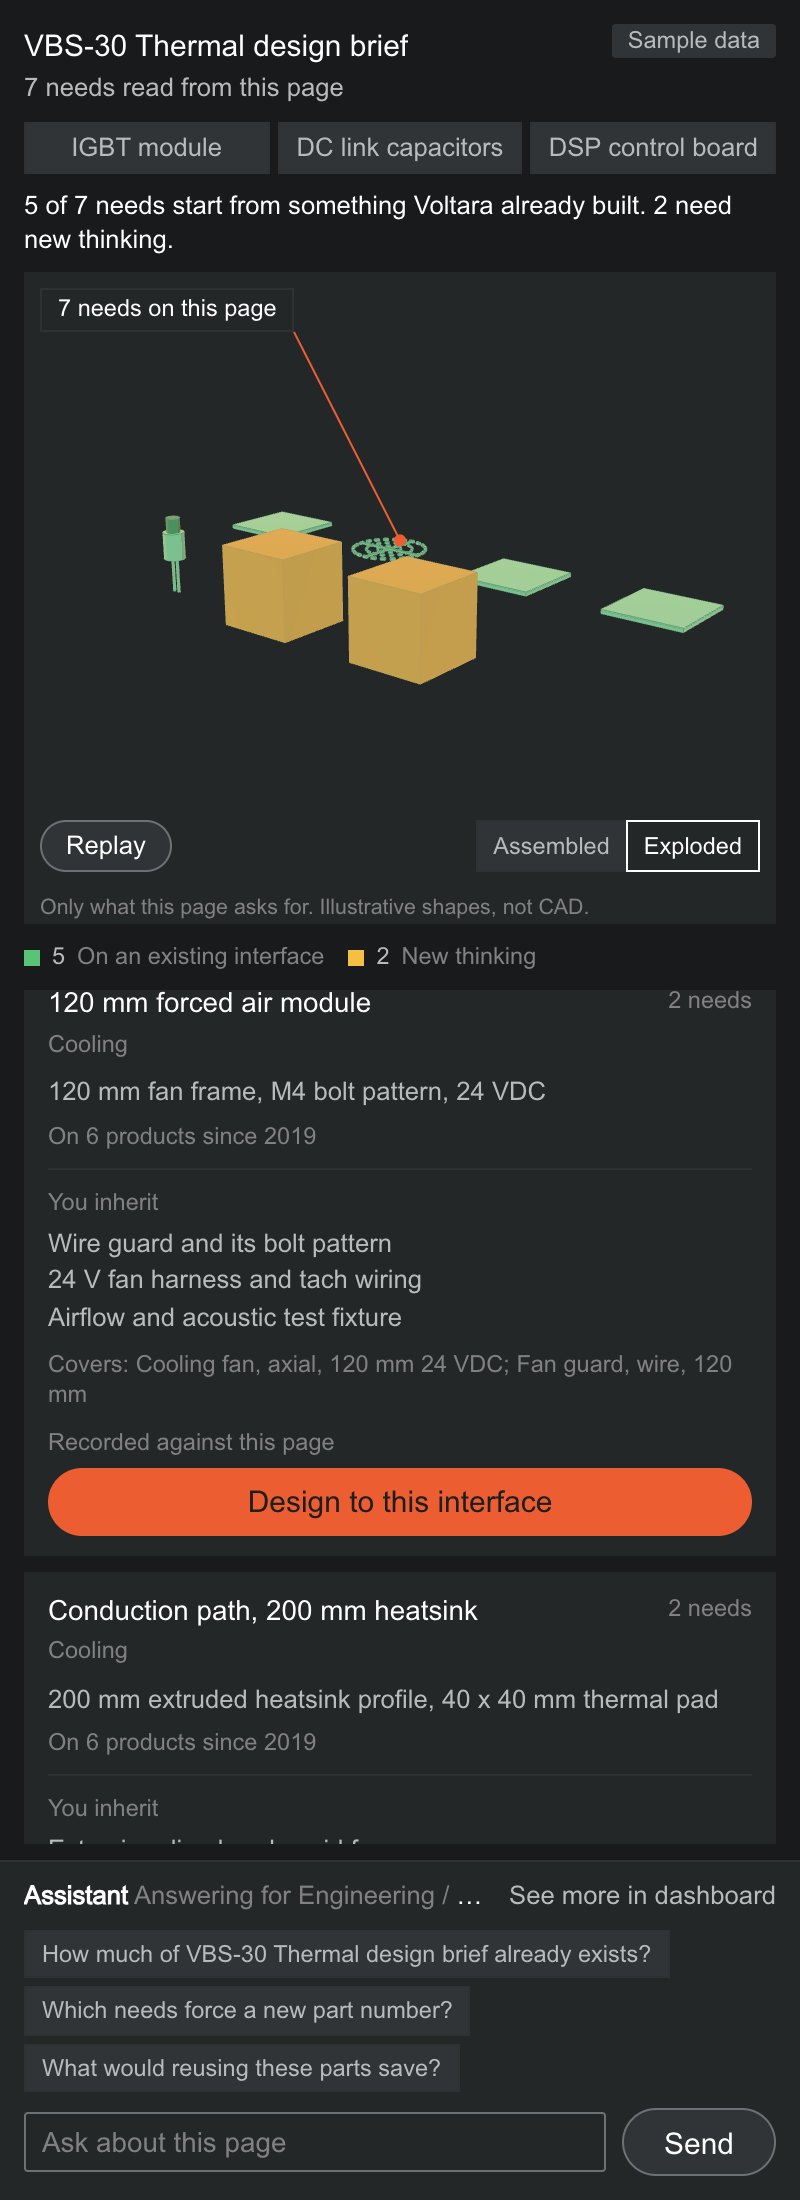 VBS-30 Thermal design brief
Sample data
7 needs read from this page
IGBT module
DC link capacitors
DSP control board
5 of 7 needs start from something Voltara already built. 2 need
new thinking.
7 needs on this page
Replay
Assembled
Exploded
Only what this page asks for. Illustrative shapes, not CAD.
5 On an existing interface
2 New thinking
120 mm forced air module
2 needs
Cooling
120 mm fan frame, M4 bolt pattern, 24 VDC
On 6 products since 2019
You inherit
Wire guard and its bolt pattern
24 V fan harness and tach wiring
Airflow and acoustic test fixture
Covers: Cooling fan, axial, 120 mm 24 VDC; Fan guard, wire, 120
mm
Recorded against this page
Design to this interface
Conduction path, 200 mm heatsink
2 needs
Cooling
200 mm extruded heatsink profile, 40 x 40 mm thermal pad
On 6 products since 2019
You inherit
Assistant Answering for Engineering / ...
See more in dashboard
How much of VBS-30 Thermal design brief already exists?
Which needs force a new part number?
What would reusing these parts save?
Ask about this page
Send